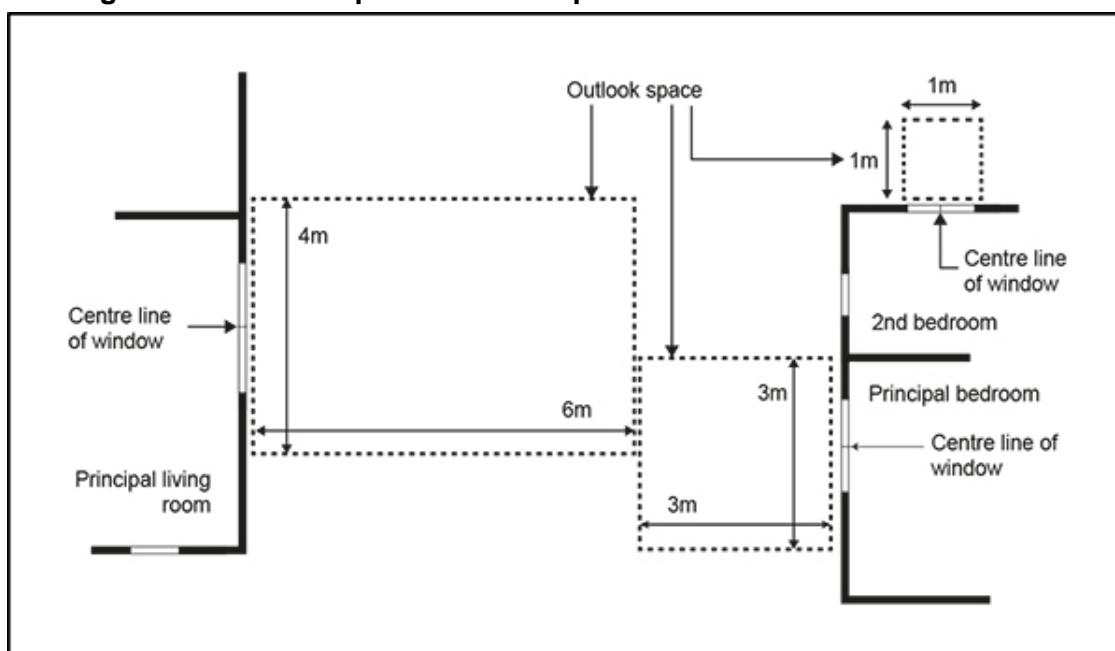 Outlook space
1m
1m
4m
Centre line
of window
Centre line
of window
2nd bedroom
3m
Principal bedroom
6m
Centre line of
window
Principal living
room
3m